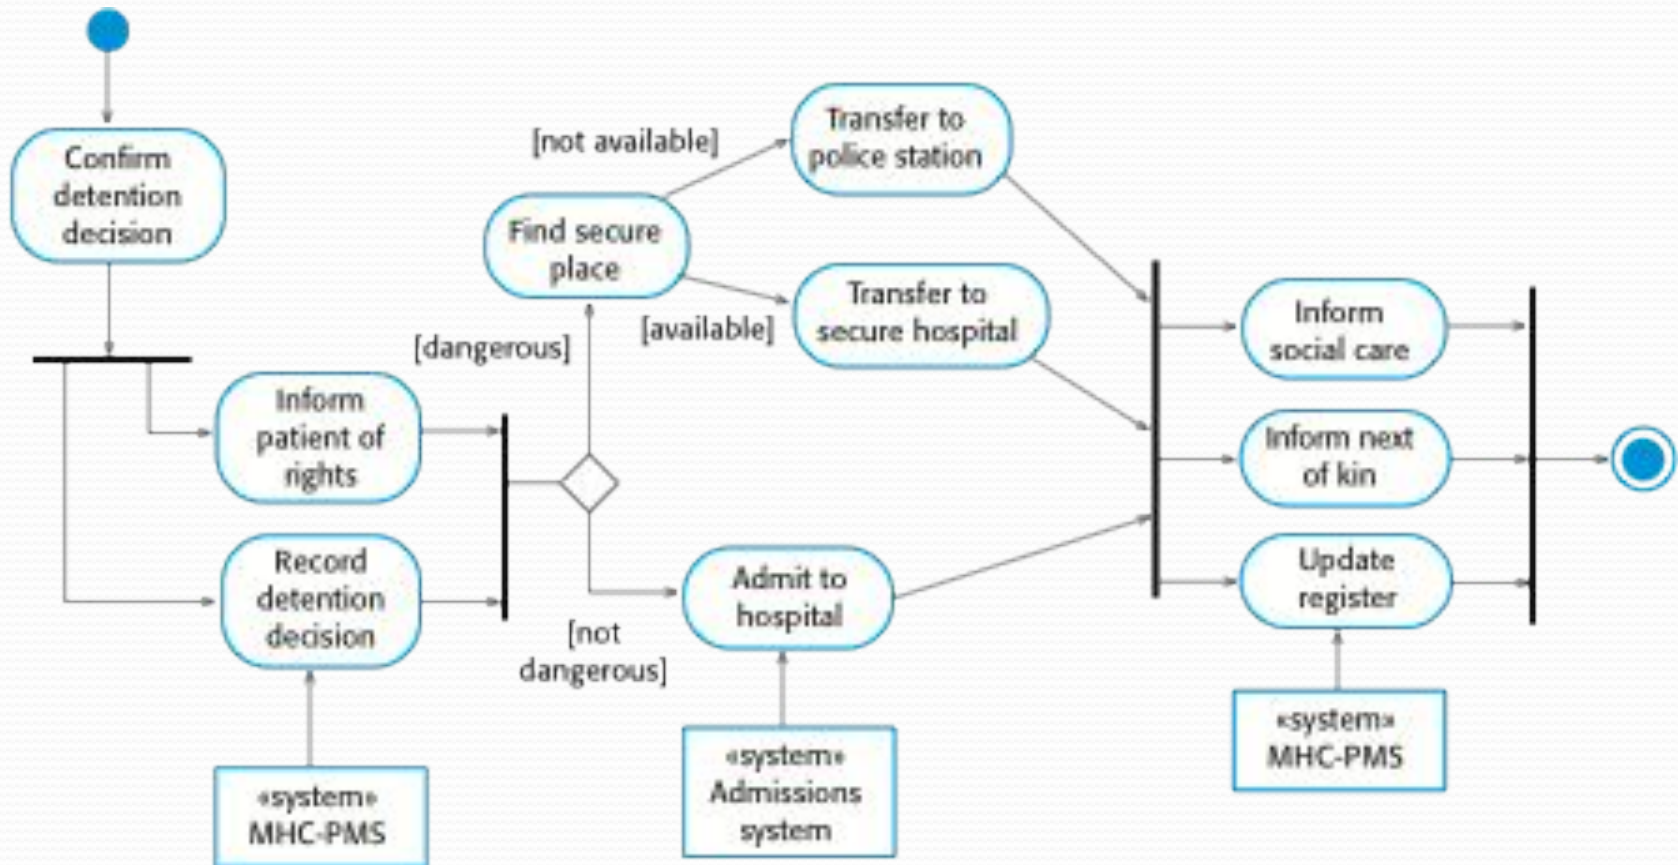 Confirm
detention
decision
Inform
patient of
rights
Record
detention
decision
«system»
MHC-PMS
[dangerous]
[not
dangerous]
Find secure
place
[not available]
[available]
Transfer to
police station
Transfer to
secure hospital
Admit to
hospital
«system»
Admissions
system
Inform
social care
Inform next
of kin
Update
register
«system»
MHC-PMS